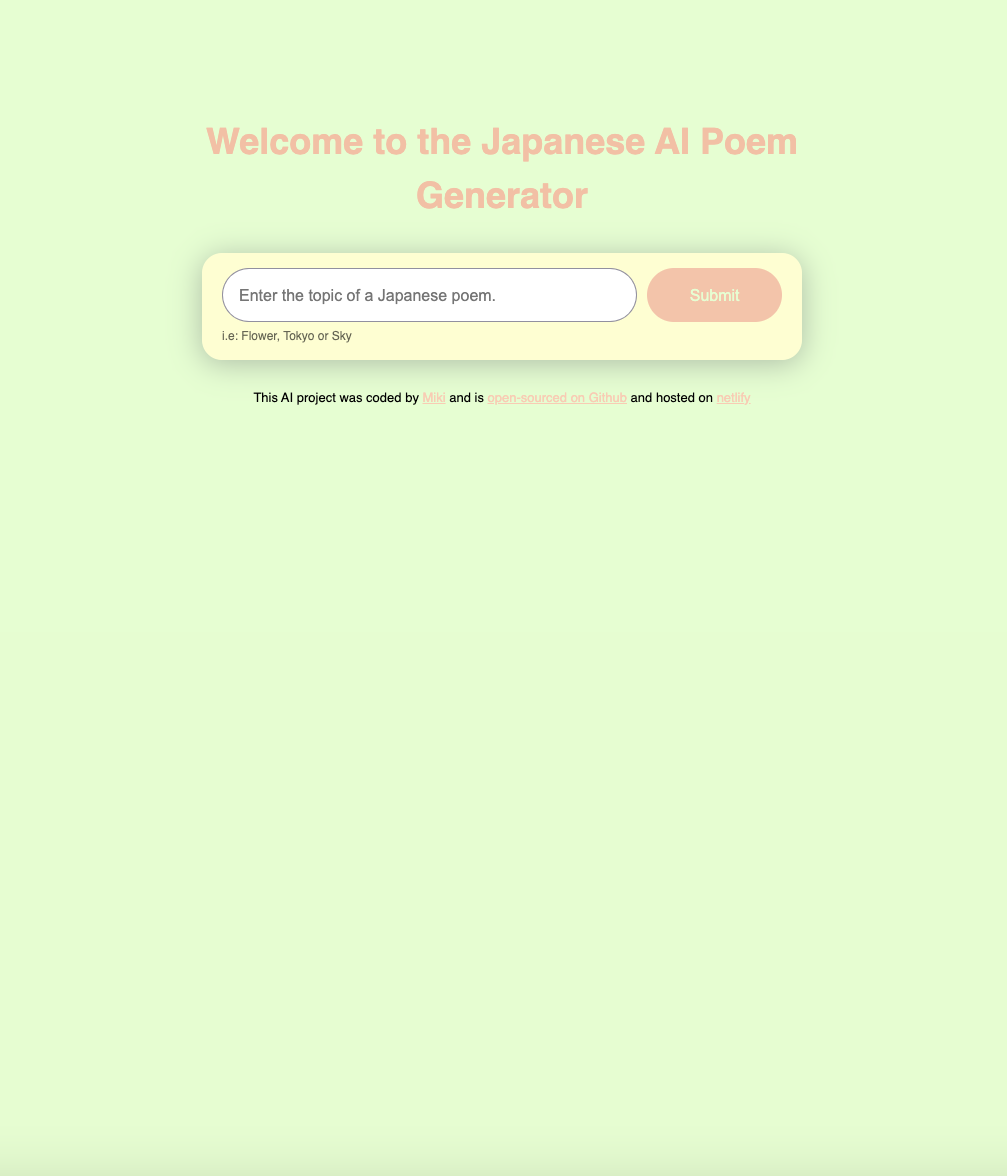 Welcome to the Japanese AI Poem
Generator
Enter the topic of a Japanese poem.
Submit
i.e: Flower, Tokyo or Sky
This AI project was coded by Miki and is open-sourced on Github and hosted on netlify